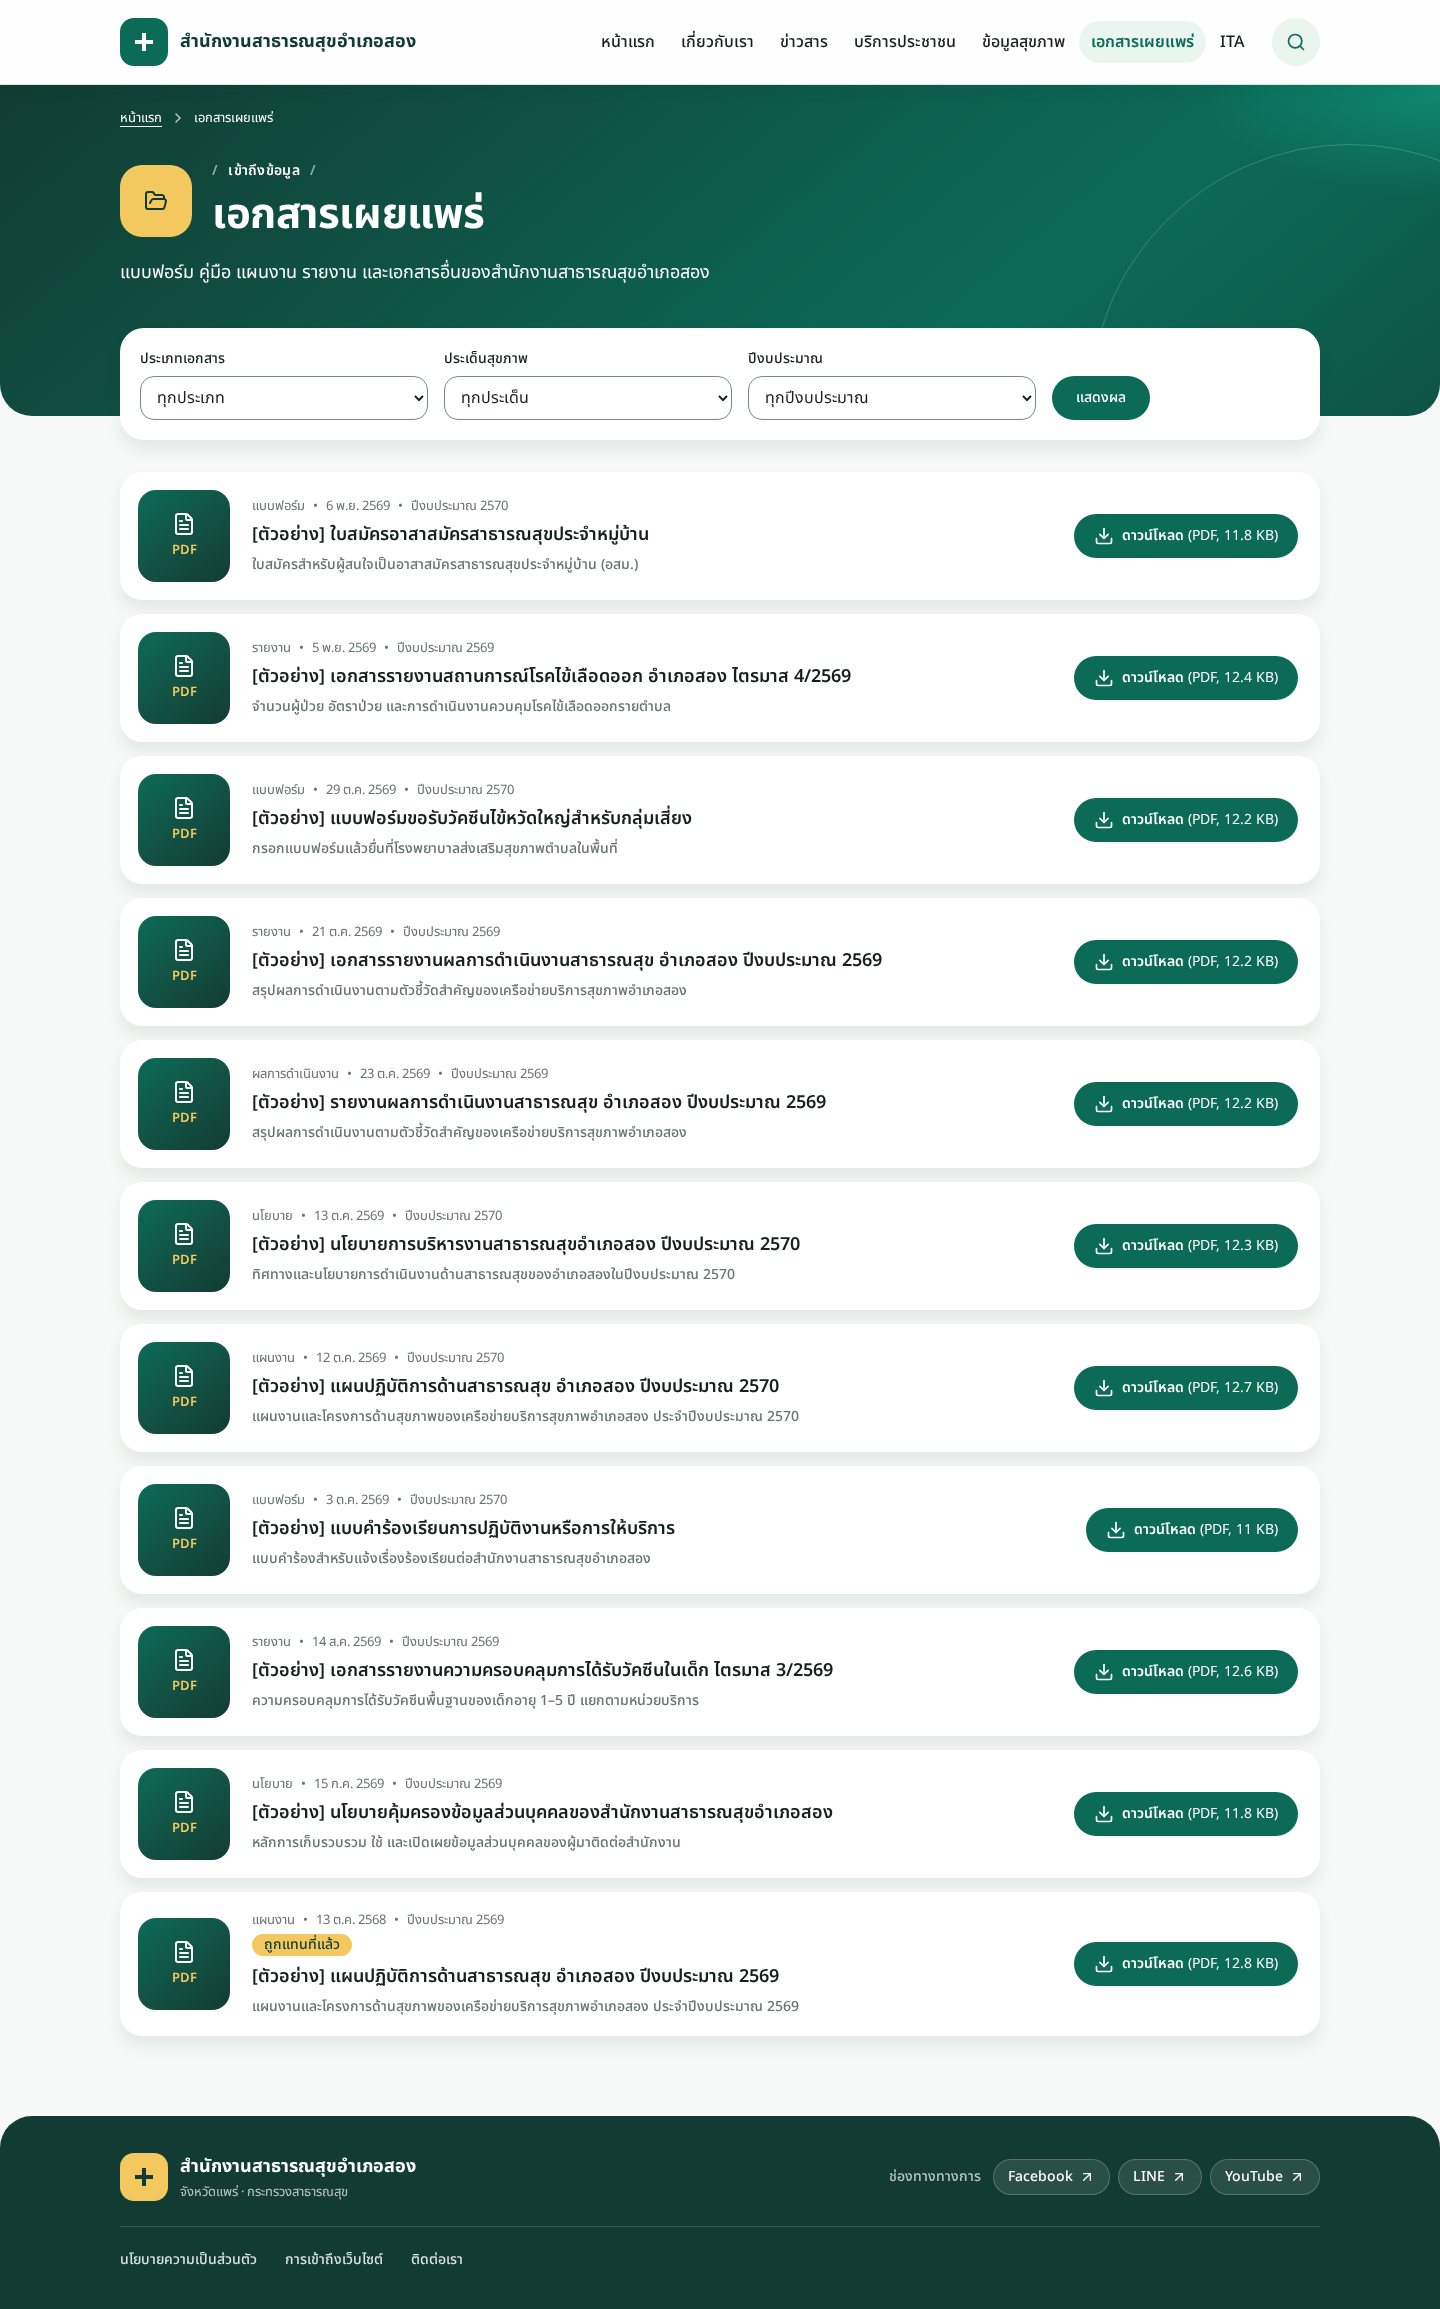 สำนักงานสาธารณสุขอำเภอสอง
หน้าแรก เกี่ยวกับเรา ข่าวสาร บริการประชาชน ข้อมูลสุขภาพ เอกสารเผยแพร่ ITA
หน้าแรก เอกสารเผยแพร่
/ เข้าถึงข้อมูล /
เอกสารเผยแพร่
แบบฟอร์ม คู่มือ แผนงาน รายงาน และเอกสารอื่นของสำนักงานสาธารณสุขอำเภอสอง
ประเภทเอกสาร ประเด็นสุขภาพ ปีงบประมาณ
ทุกประเภท ทุกประเด็น ทุกปีงบประมาณ แสดงผล
แบบฟอร์ม • 6 พ.ย. 2569 • ปีงบประมาณ 2570
[ตัวอย่าง] ใบสมัครอาสาสมัครสาธารณสุขประจำหมู่บ้าน
ใบสมัครสำหรับผู้สนใจเป็นอาสาสมัครสาธารณสุขประจำหมู่บ้าน (อสม.)
PDF
ดาวน์โหลด (PDF, 11.8 KB)
รายงาน • 5 พ.ย. 2569 • ปีงบประมาณ 2569
[ตัวอย่าง] เอกสารรายงานสถานการณ์โรคไข้เลือดออก อำเภอสอง ไตรมาส 4/2569
จำนวนผู้ป่วย อัตราป่วย และการดำเนินงานควบคุมโรคไข้เลือดออกรายตำบล
PDF
ดาวน์โหลด (PDF, 12.4 KB)
แบบฟอร์ม • 29 ต.ค. 2569 • ปีงบประมาณ 2570
[ตัวอย่าง] แบบฟอร์มขอรับวัคซีนไข้หวัดใหญ่สำหรับกลุ่มเสี่ยง
กรอกแบบฟอร์มแล้วยื่นที่โรงพยาบาลส่งเสริมสุขภาพตำบลในพื้นที่
PDF
ดาวน์โหลด (PDF, 12.2 KB)
รายงาน • 21 ต.ค. 2569 • ปีงบประมาณ 2569
[ตัวอย่าง] เอกสารรายงานผลการดำเนินงานสาธารณสุข อำเภอสอง ปีงบประมาณ 2569
สรุปผลการดำเนินงานตามตัวชี้วัดสำคัญของเครือข่ายบริการสุขภาพอำเภอสอง
PDF
ดาวน์โหลด (PDF, 12.2 KB)
ผลการดำเนินงาน • 23 ต.ค. 2569 • ปีงบประมาณ 2569
[ตัวอย่าง] รายงานผลการดำเนินงานสาธารณสุข อำเภอสอง ปีงบประมาณ 2569
สรุปผลการดำเนินงานตามตัวชี้วัดสำคัญของเครือข่ายบริการสุขภาพอำเภอสอง
PDF
ดาวน์โหลด (PDF, 12.2 KB)
นโยบาย • 13 ต.ค. 2569 • ปีงบประมาณ 2570
[ตัวอย่าง] นโยบายการบริหารงานสาธารณสุขอำเภอสอง ปีงบประมาณ 2570
ทิศทางและนโยบายการดำเนินงานด้านสาธารณสุขของอำเภอสองในปีงบประมาณ 2570
PDF
ดาวน์โหลด (PDF, 12.3 KB)
แผนงาน • 12 ต.ค. 2569 • ปีงบประมาณ 2570
[ตัวอย่าง] แผนปฏิบัติการด้านสาธารณสุข อำเภอสอง ปีงบประมาณ 2570
แผนงานและโครงการด้านสุขภาพของเครือข่ายบริการสุขภาพอำเภอสอง ประจำปีงบประมาณ 2570
PDF
ดาวน์โหลด (PDF, 12.7 KB)
แบบฟอร์ม • 3 ต.ค. 2569 • ปีงบประมาณ 2570
[ตัวอย่าง] แบบคำร้องเรียนการปฏิบัติงานหรือการให้บริการ
แบบคำร้องสำหรับแจ้งเรื่องร้องเรียนต่อสำนักงานสาธารณสุขอำเภอสอง
PDF
ดาวน์โหลด (PDF, 11 KB)
รายงาน • 14 ส.ค. 2569 • ปีงบประมาณ 2569
[ตัวอย่าง] เอกสารรายงานความครอบคลุมการได้รับวัคซีนในเด็ก ไตรมาส 3/2569
ความครอบคลุมการได้รับวัคซีนพื้นฐานของเด็กอายุ 1–5 ปี แยกตามหน่วยบริการ
PDF
ดาวน์โหลด (PDF, 12.6 KB)
นโยบาย • 15 ก.ค. 2569 • ปีงบประมาณ 2569
[ตัวอย่าง] นโยบายคุ้มครองข้อมูลส่วนบุคคลของสำนักงานสาธารณสุขอำเภอสอง
หลักการเก็บรวบรวม ใช้ และเปิดเผยข้อมูลส่วนบุคคลของผู้มาติดต่อสำนักงาน
PDF
ดาวน์โหลด (PDF, 11.8 KB)
แผนงาน • 13 ต.ค. 2568 • ปีงบประมาณ 2569
ถูกแทนที่แล้ว
[ตัวอย่าง] แผนปฏิบัติการด้านสาธารณสุข อำเภอสอง ปีงบประมาณ 2569
แผนงานและโครงการด้านสุขภาพของเครือข่ายบริการสุขภาพอำเภอสอง ประจำปีงบประมาณ 2569
PDF
ดาวน์โหลด (PDF, 12.8 KB)
สำนักงานสาธารณสุขอำเภอสอง
จังหวัดแพร่ · กระทรวงสาธารณสุข
ช่องทางทางการ Facebook LINE YouTube
นโยบายความเป็นส่วนตัว การเข้าถึงเว็บไซต์ ติดต่อเรา